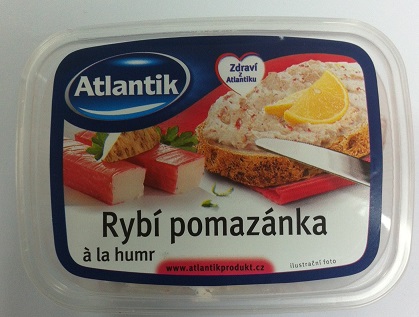 Atlantik
Zdraví
z
Atlantiku
Rybí pomazánka
à la humr
www.atlantikprodukt.cz
ilustrační foto